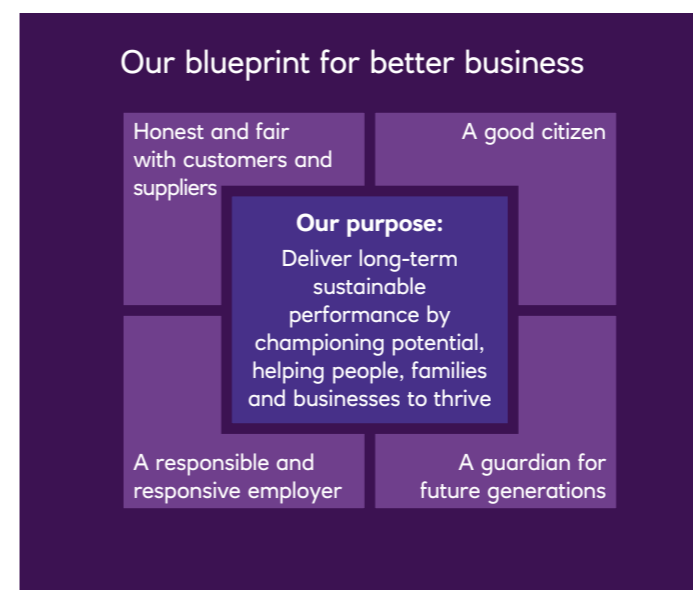 Our blueprint for better business
Honest and fair
with customers and
suppliers
A good citizen
Our purpose:
Deliver long-term
sustainable
performance by
championing potential,
helping people, families
and businesses to thrive
A responsible and
responsive employer
A guardian for
future generations